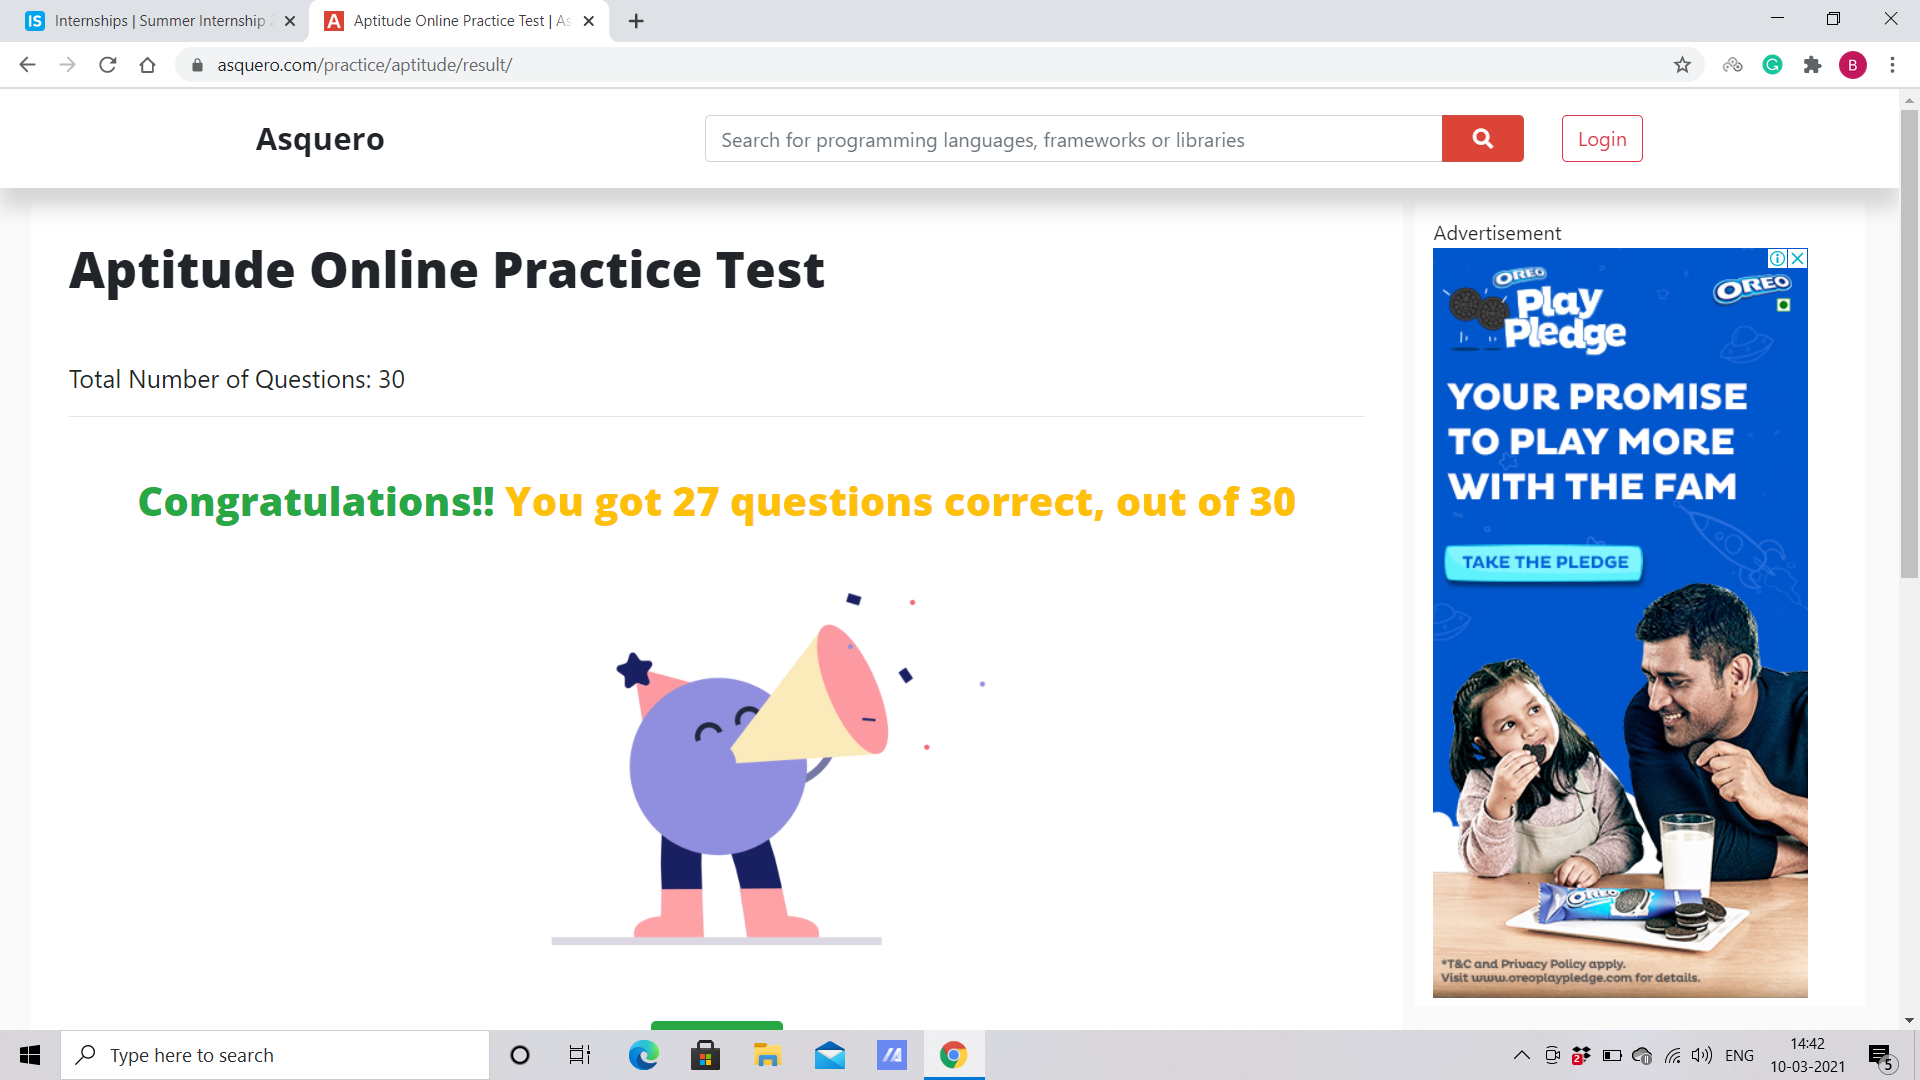 IS Internships | Summer Internship
A Aptitude Online Practice Test | As
asquero.com/practice/aptitude/result/
B
Asquero
Search for programming languages, frameworks or libraries
Login
Aptitude Online Practice Test
Total Number of Questions: 30
Congratulations!! You got 27 questions correct, out of 30
Advertisement
OREO
Play
Pledge
OREO
YOUR PROMISE
TO PLAY MORE
WITH THE FAM
TAKE THE PLEDGE
OREO
*T&C and Privacy Policy apply.
Visit www.oreoplaypledge.com for details.
Type here to search
2
ENG
14:42
10-03-2021
5